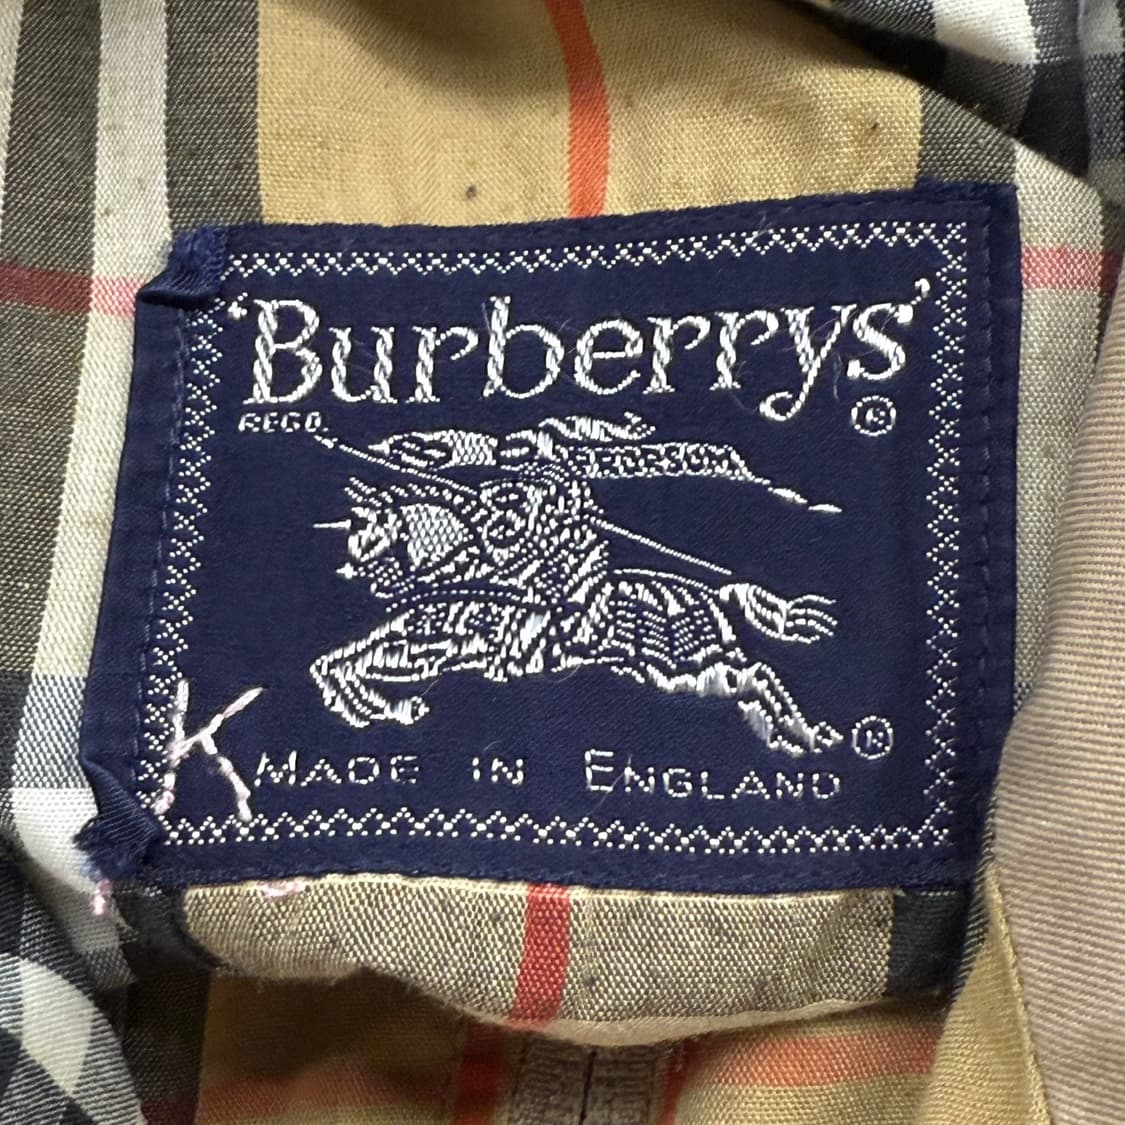 'Burberrys'
REGD.
®
PRORSUM
®
K
MADE IN ENGLAND